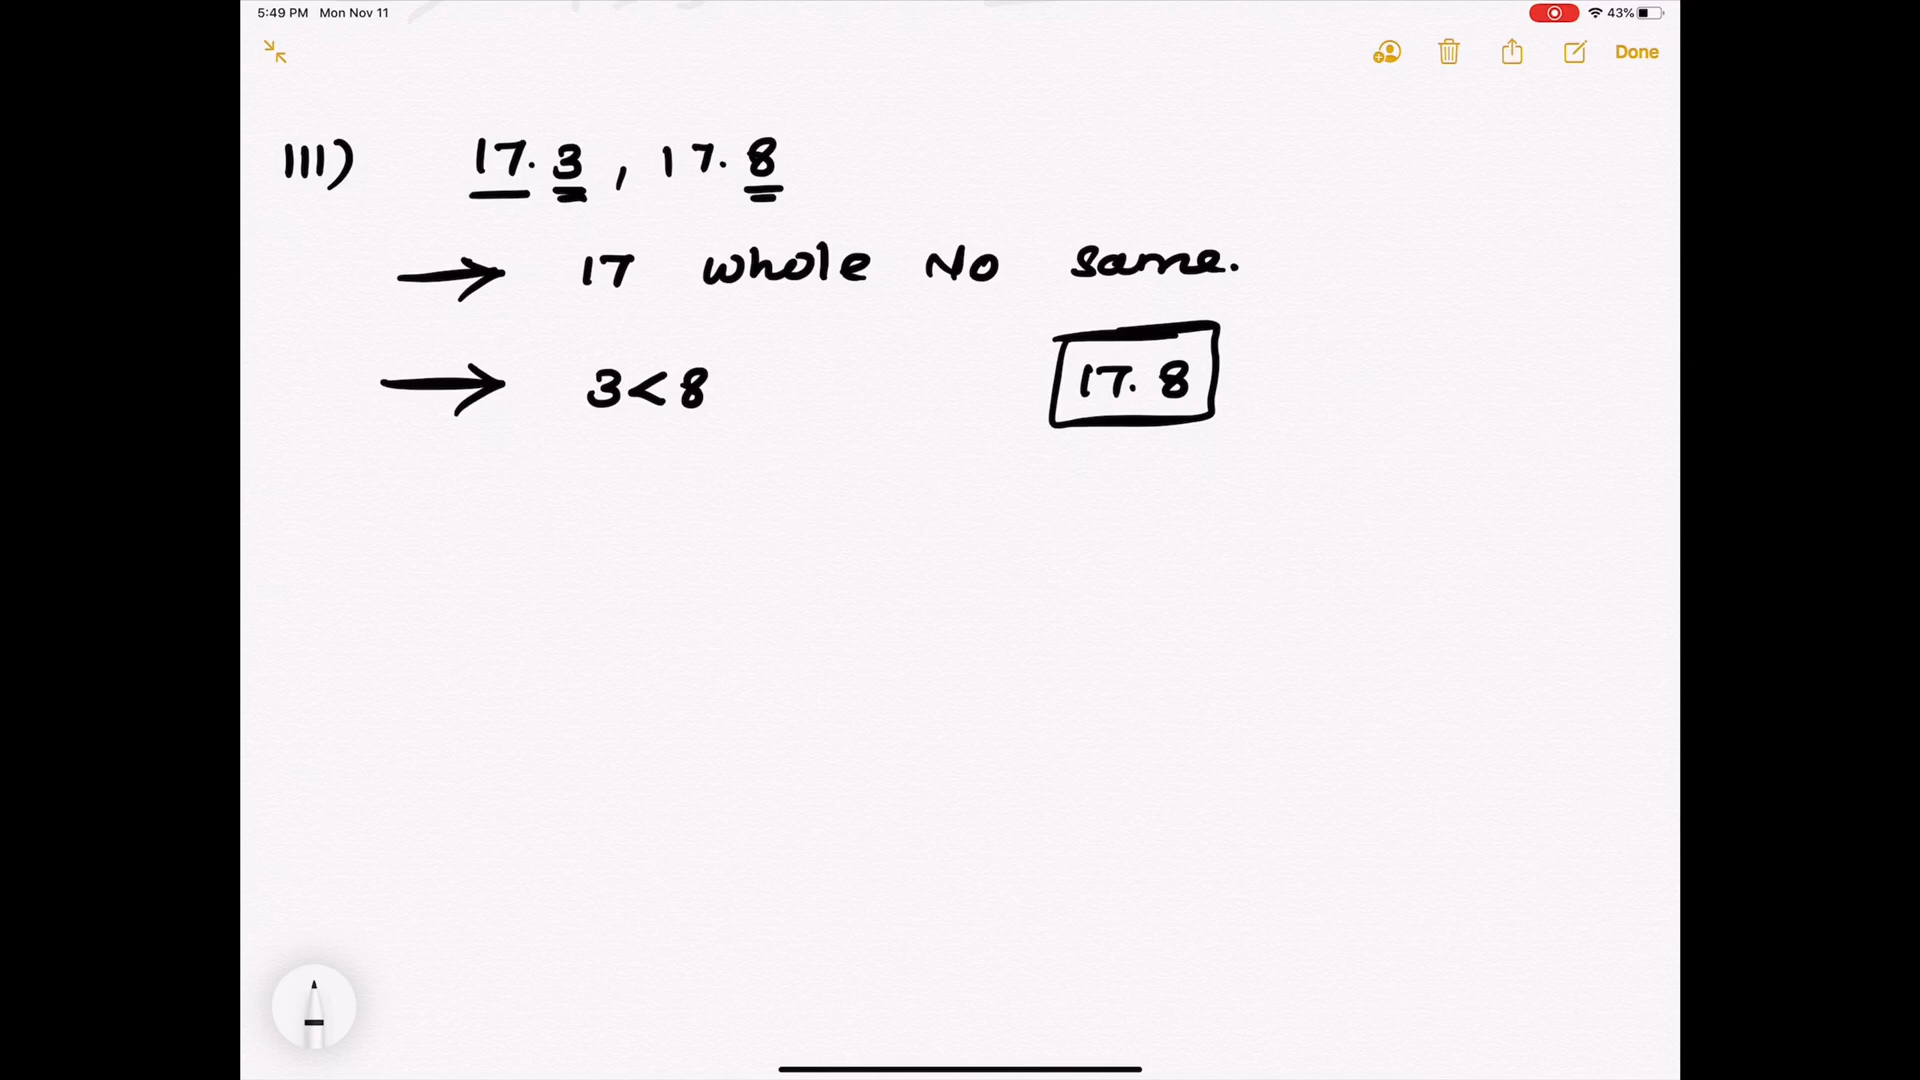 5:49 PM Mon Nov 11
43%
Done
III) 17.3, 17.8
→ 17 whole No same.
→ 3<8
17.8